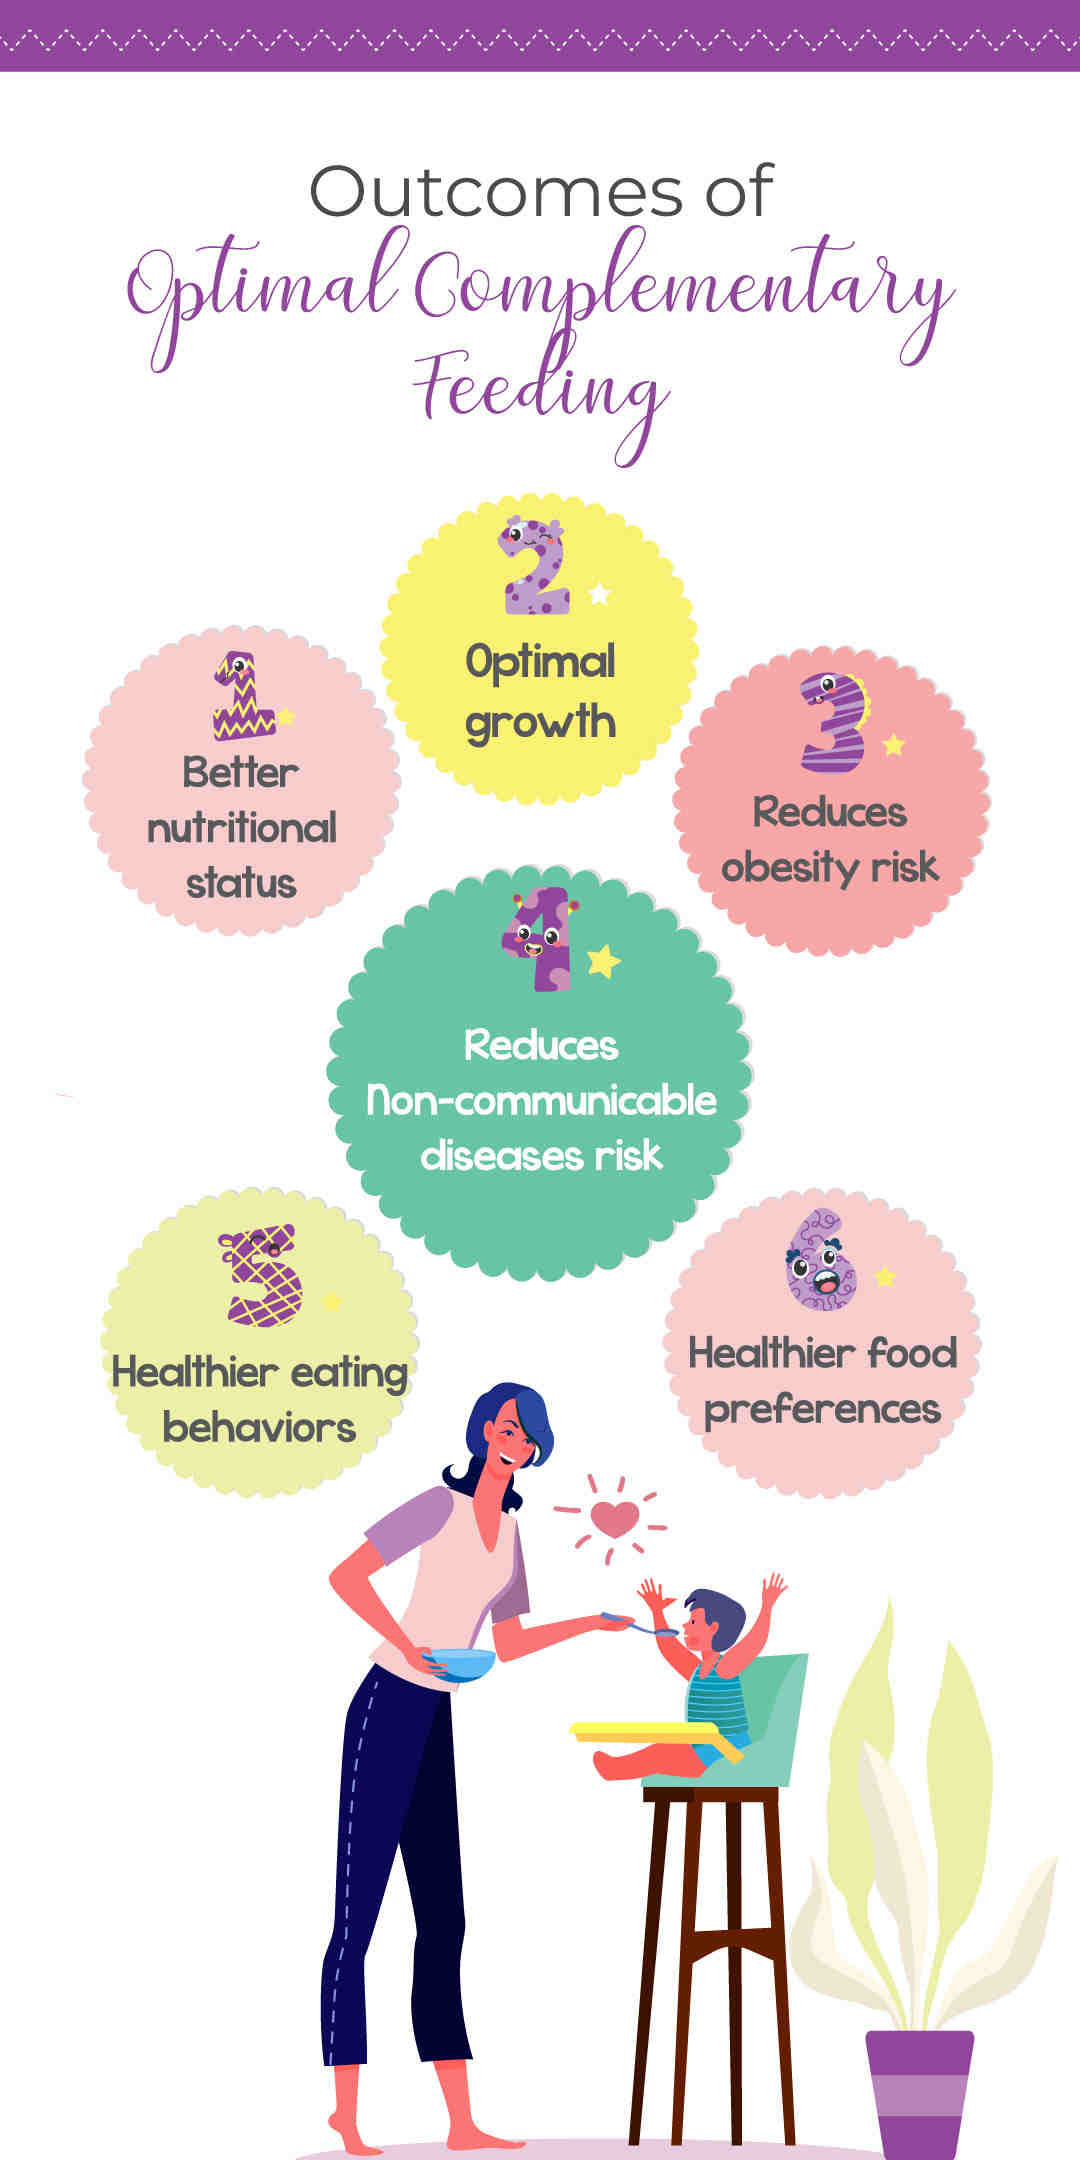 Outcomes of
Optimal Complementary
Feeding
1
Better
nutritional
status
2
Optimal
growth
3
Reduces
obesity risk
4
Reduces
Non-communicable
diseases risk
5
Healthier eating
behaviors
6
Healthier food
preferences